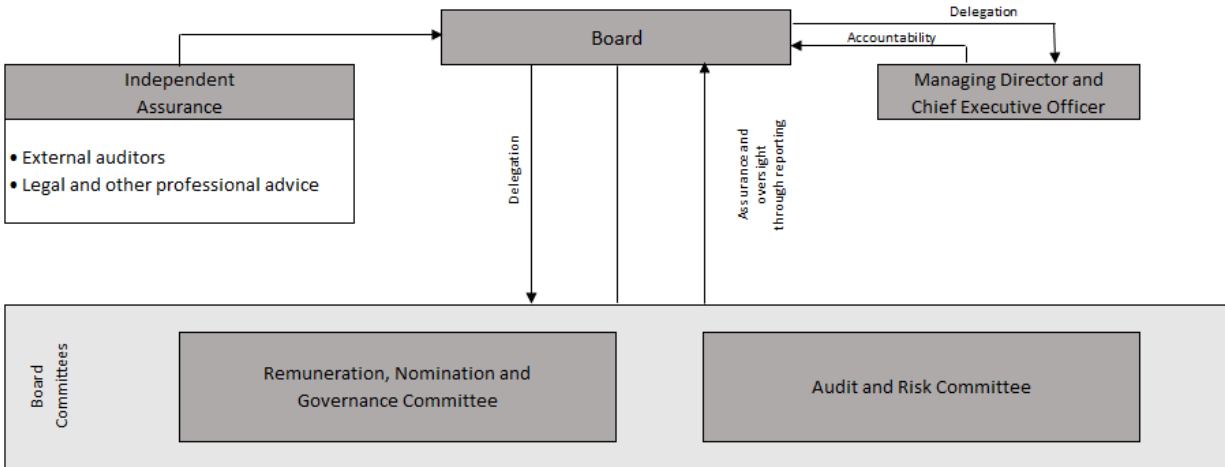 Delegation
Board
Accountability
Independent
Assurance
Managing Director and
Chief Executive Officer
• External auditors
• Legal and other professional advice
Delegation
Assurance and
oversight
through reporting
Board
Committees
Remuneration, Nomination and
Governance Committee
Audit and Risk Committee